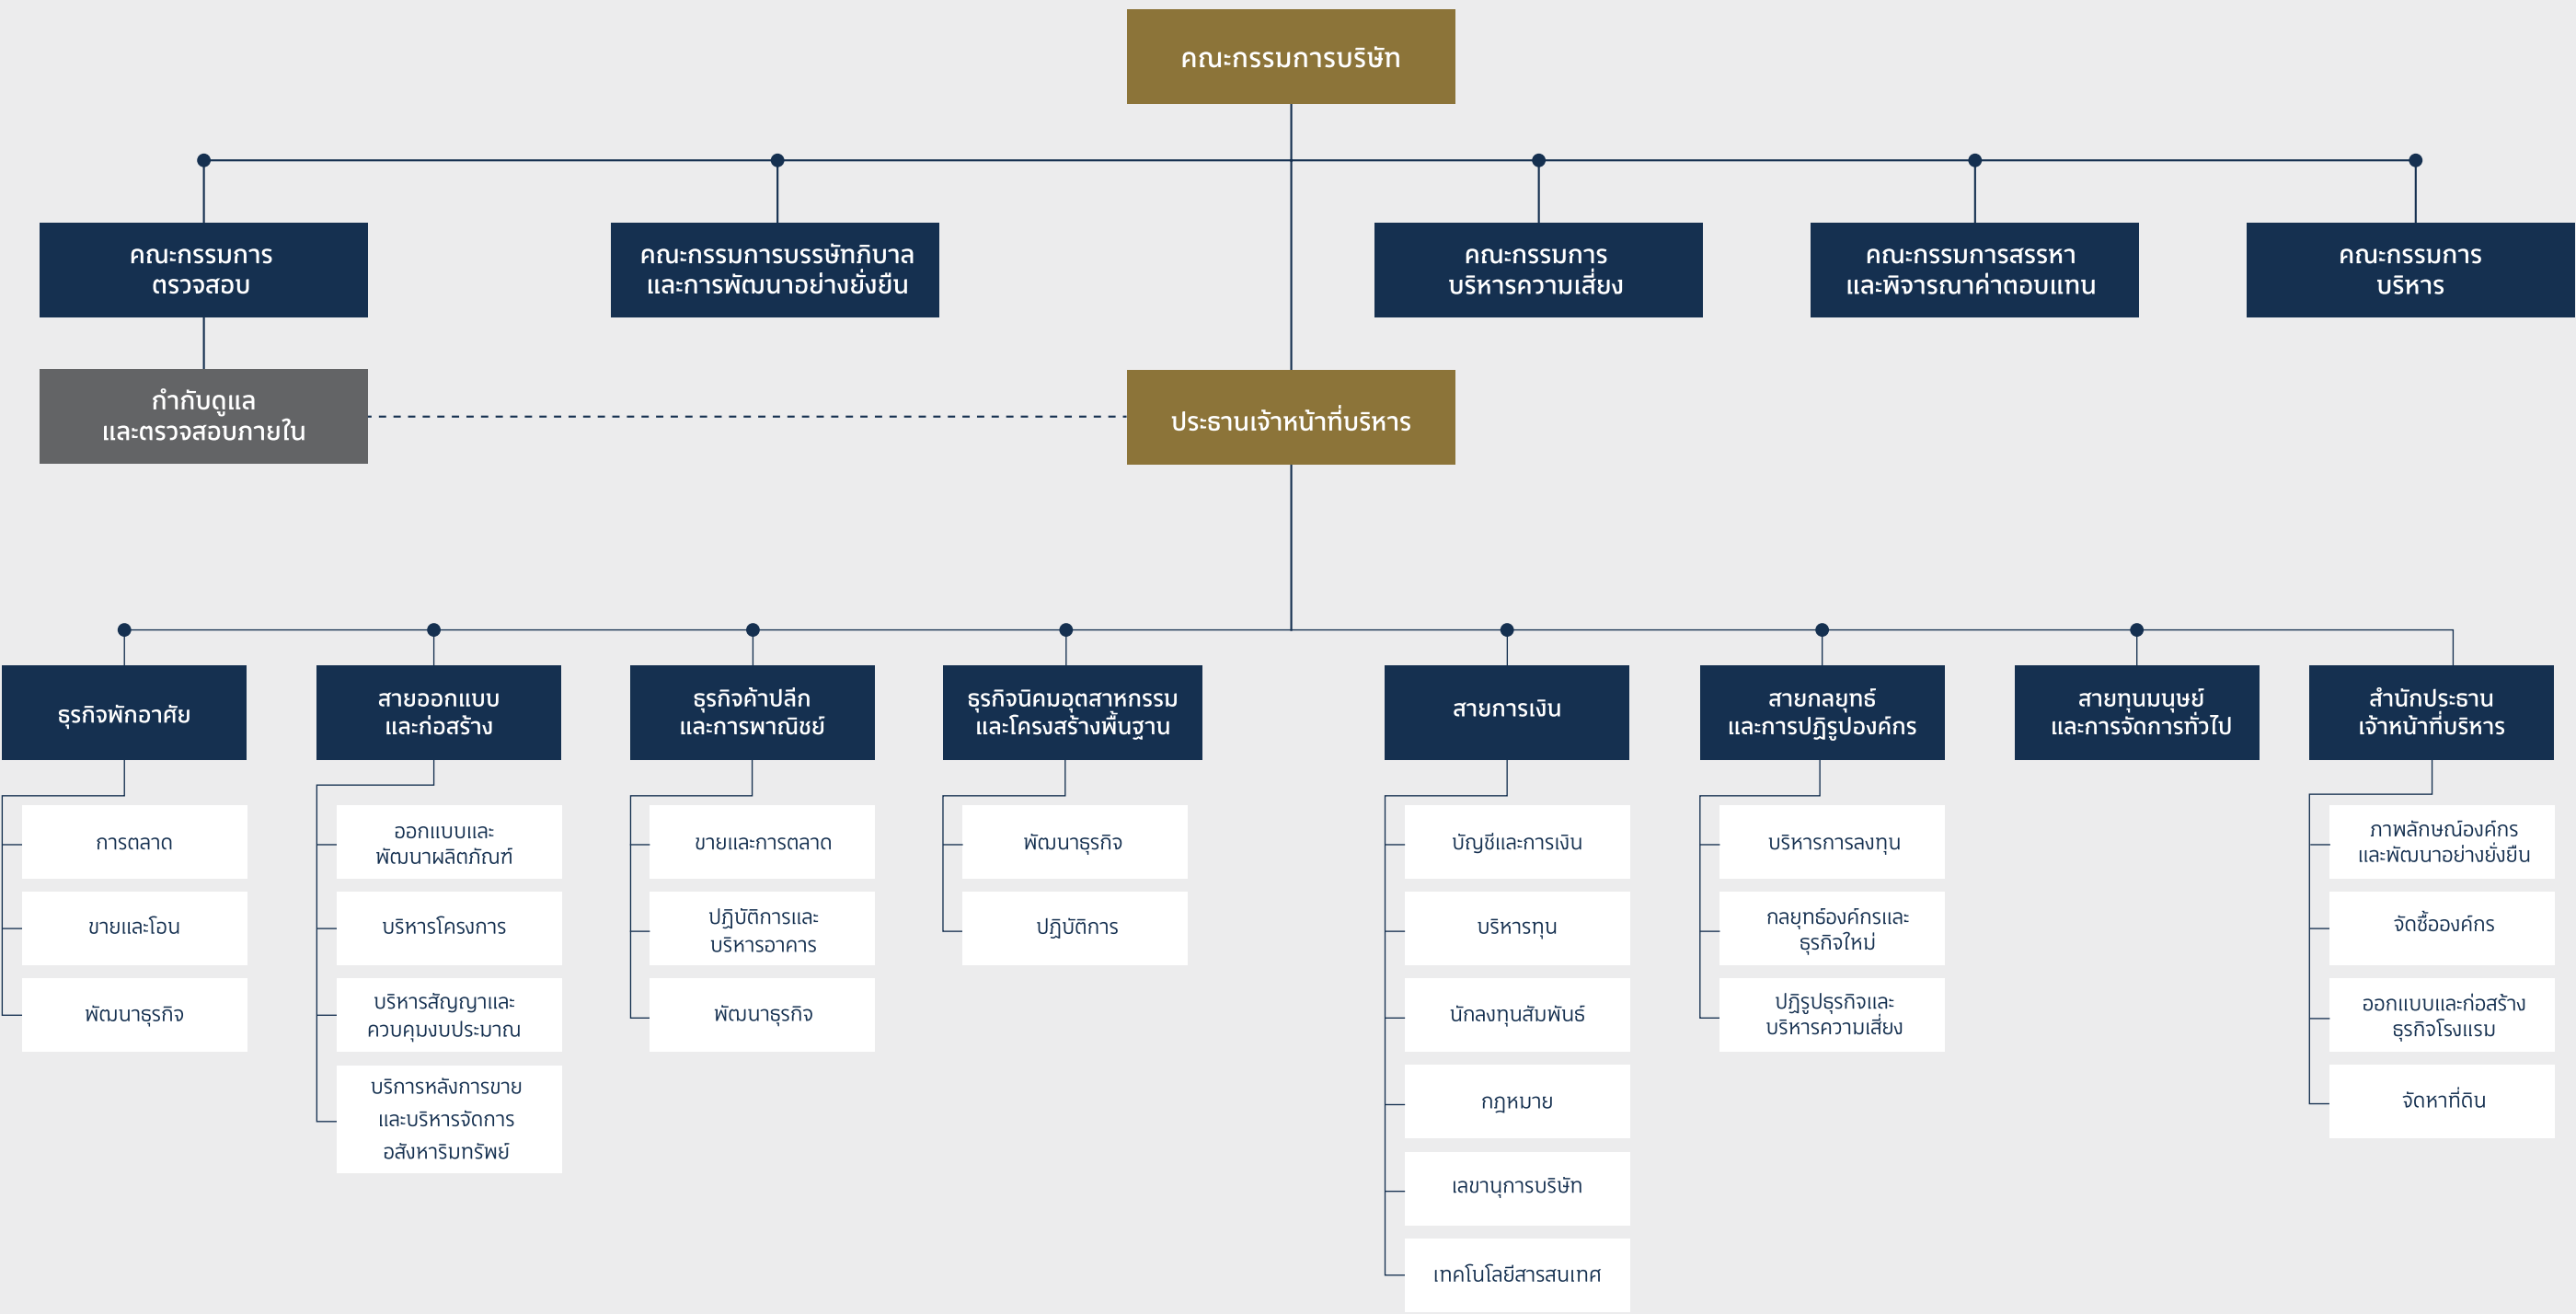 คณะกรรมการบริษัท
คณะกรรมการ
ตรวจสอบ
คณะกรรมการบรรษัทภิบาล
และการพัฒนาอย่างยั่งยืน
คณะกรรมการ
บริหารความเสี่ยง
คณะกรรมการสรรหา
และพิจารณาค่าตอบแทน
คณะกรรมการ
บริหาร
กำกับดูแล
และตรวจสอบภายใน
ประธานเจ้าหน้าที่บริหาร
ธุรกิจพักอาศัย
การตลาด
ขายและโอน
พัฒนาธุรกิจ
สายออกแบบ
และก่อสร้าง
ออกแบบและ
พัฒนาผลิตภัณฑ์
บริหารโครงการ
บริหารสัญญาและ
ควบคุมงบประมาณ
บริการหลังการขาย
และบริหารจัดการ
อสังหาริมทรัพย์
ธุรกิจค้าปลีก
และการพาณิชย์
ขายและการตลาด
ปฏิบัติการและ
บริหารอาคาร
พัฒนาธุรกิจ
ธุรกิจนิคมอุตสาหกรรม
และโครงสร้างพื้นฐาน
พัฒนาธุรกิจ
ปฏิบัติการ
สายการเงิน
บัญชีและการเงิน
บริหารทุน
นักลงทุนสัมพันธ์
กฎหมาย
เลขานุการบริษัท
เทคโนโลยีสารสนเทศ
สายกลยุทธ์
และการปฏิรูปองค์กร
บริหารการลงทุน
กลยุทธ์องค์กรและ
ธุรกิจใหม่
ปฏิรูปธุรกิจและ
บริหารความเสี่ยง
สายทุนมนุษย์
และการจัดการทั่วไป
สำนักประธาน
เจ้าหน้าที่บริหาร
ภาพลักษณ์องค์กร
และพัฒนาอย่างยั่งยืน
จัดซื้อองค์กร
ออกแบบและก่อสร้าง
ธุรกิจโรงแรม
จัดหาที่ดิน